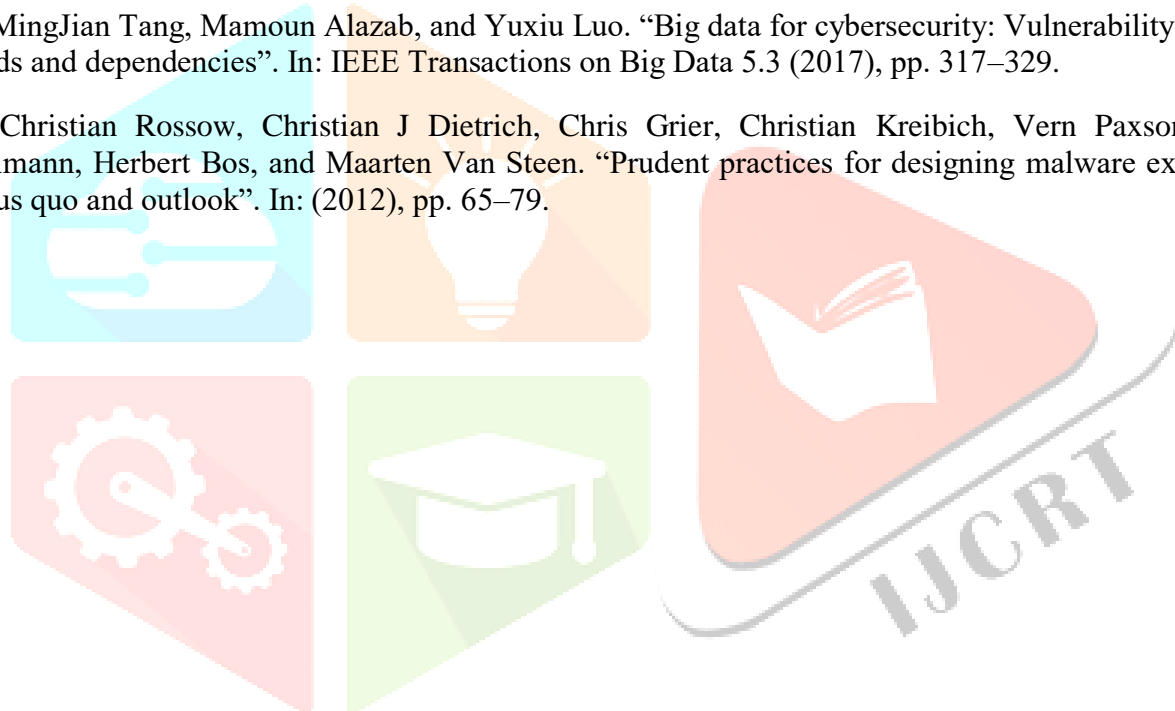 MingJian Tang, Mamoun Alazab, and Yuxiu Luo. “Big data for cybersecurity: Vulnerability
ds and dependencies”. In: IEEE Transactions on Big Data 5.3 (2017), pp. 317–329.
Christian Rossow, Christian J Dietrich, Chris Grier, Christian Kreibich, Vern Paxson
lmann, Herbert Bos, and Maarten Van Steen. “Prudent practices for designing malware ex
us quo and outlook”. In: (2012), pp. 65–79.
IJCRT